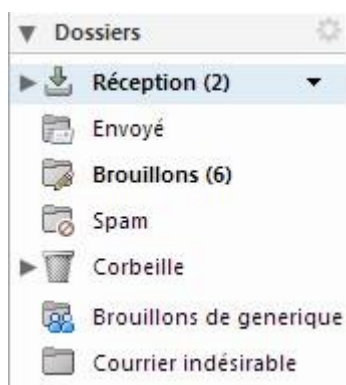 Dossiers
Réception (2)
Envoyé
Brouillons (6)
Spam
Corbeille
Brouillons de generique
Courrier indésirable